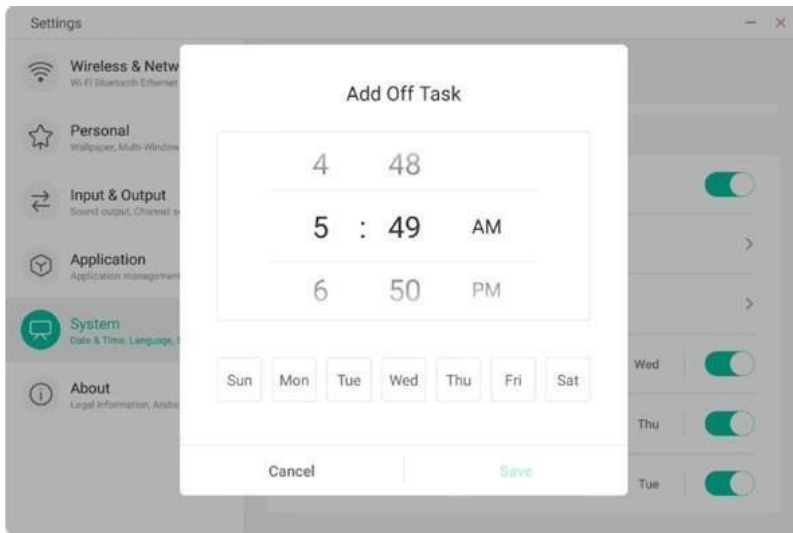 Settings
Wireless & Netw
Wi-Fi Bluetooth Ethernet
Personal
Wallpaper, Multi-Window
Input & Output
Sound output, Channel s
Application
Application management
System
Date & Time, Language, S
About
Legal information, Andro
Add Off Task
4 48
5 : 49 AM
6 50 PM
Sun Mon Tue Wed Thu Fri Sat
Cancel Save
Wed
Thu
Tue